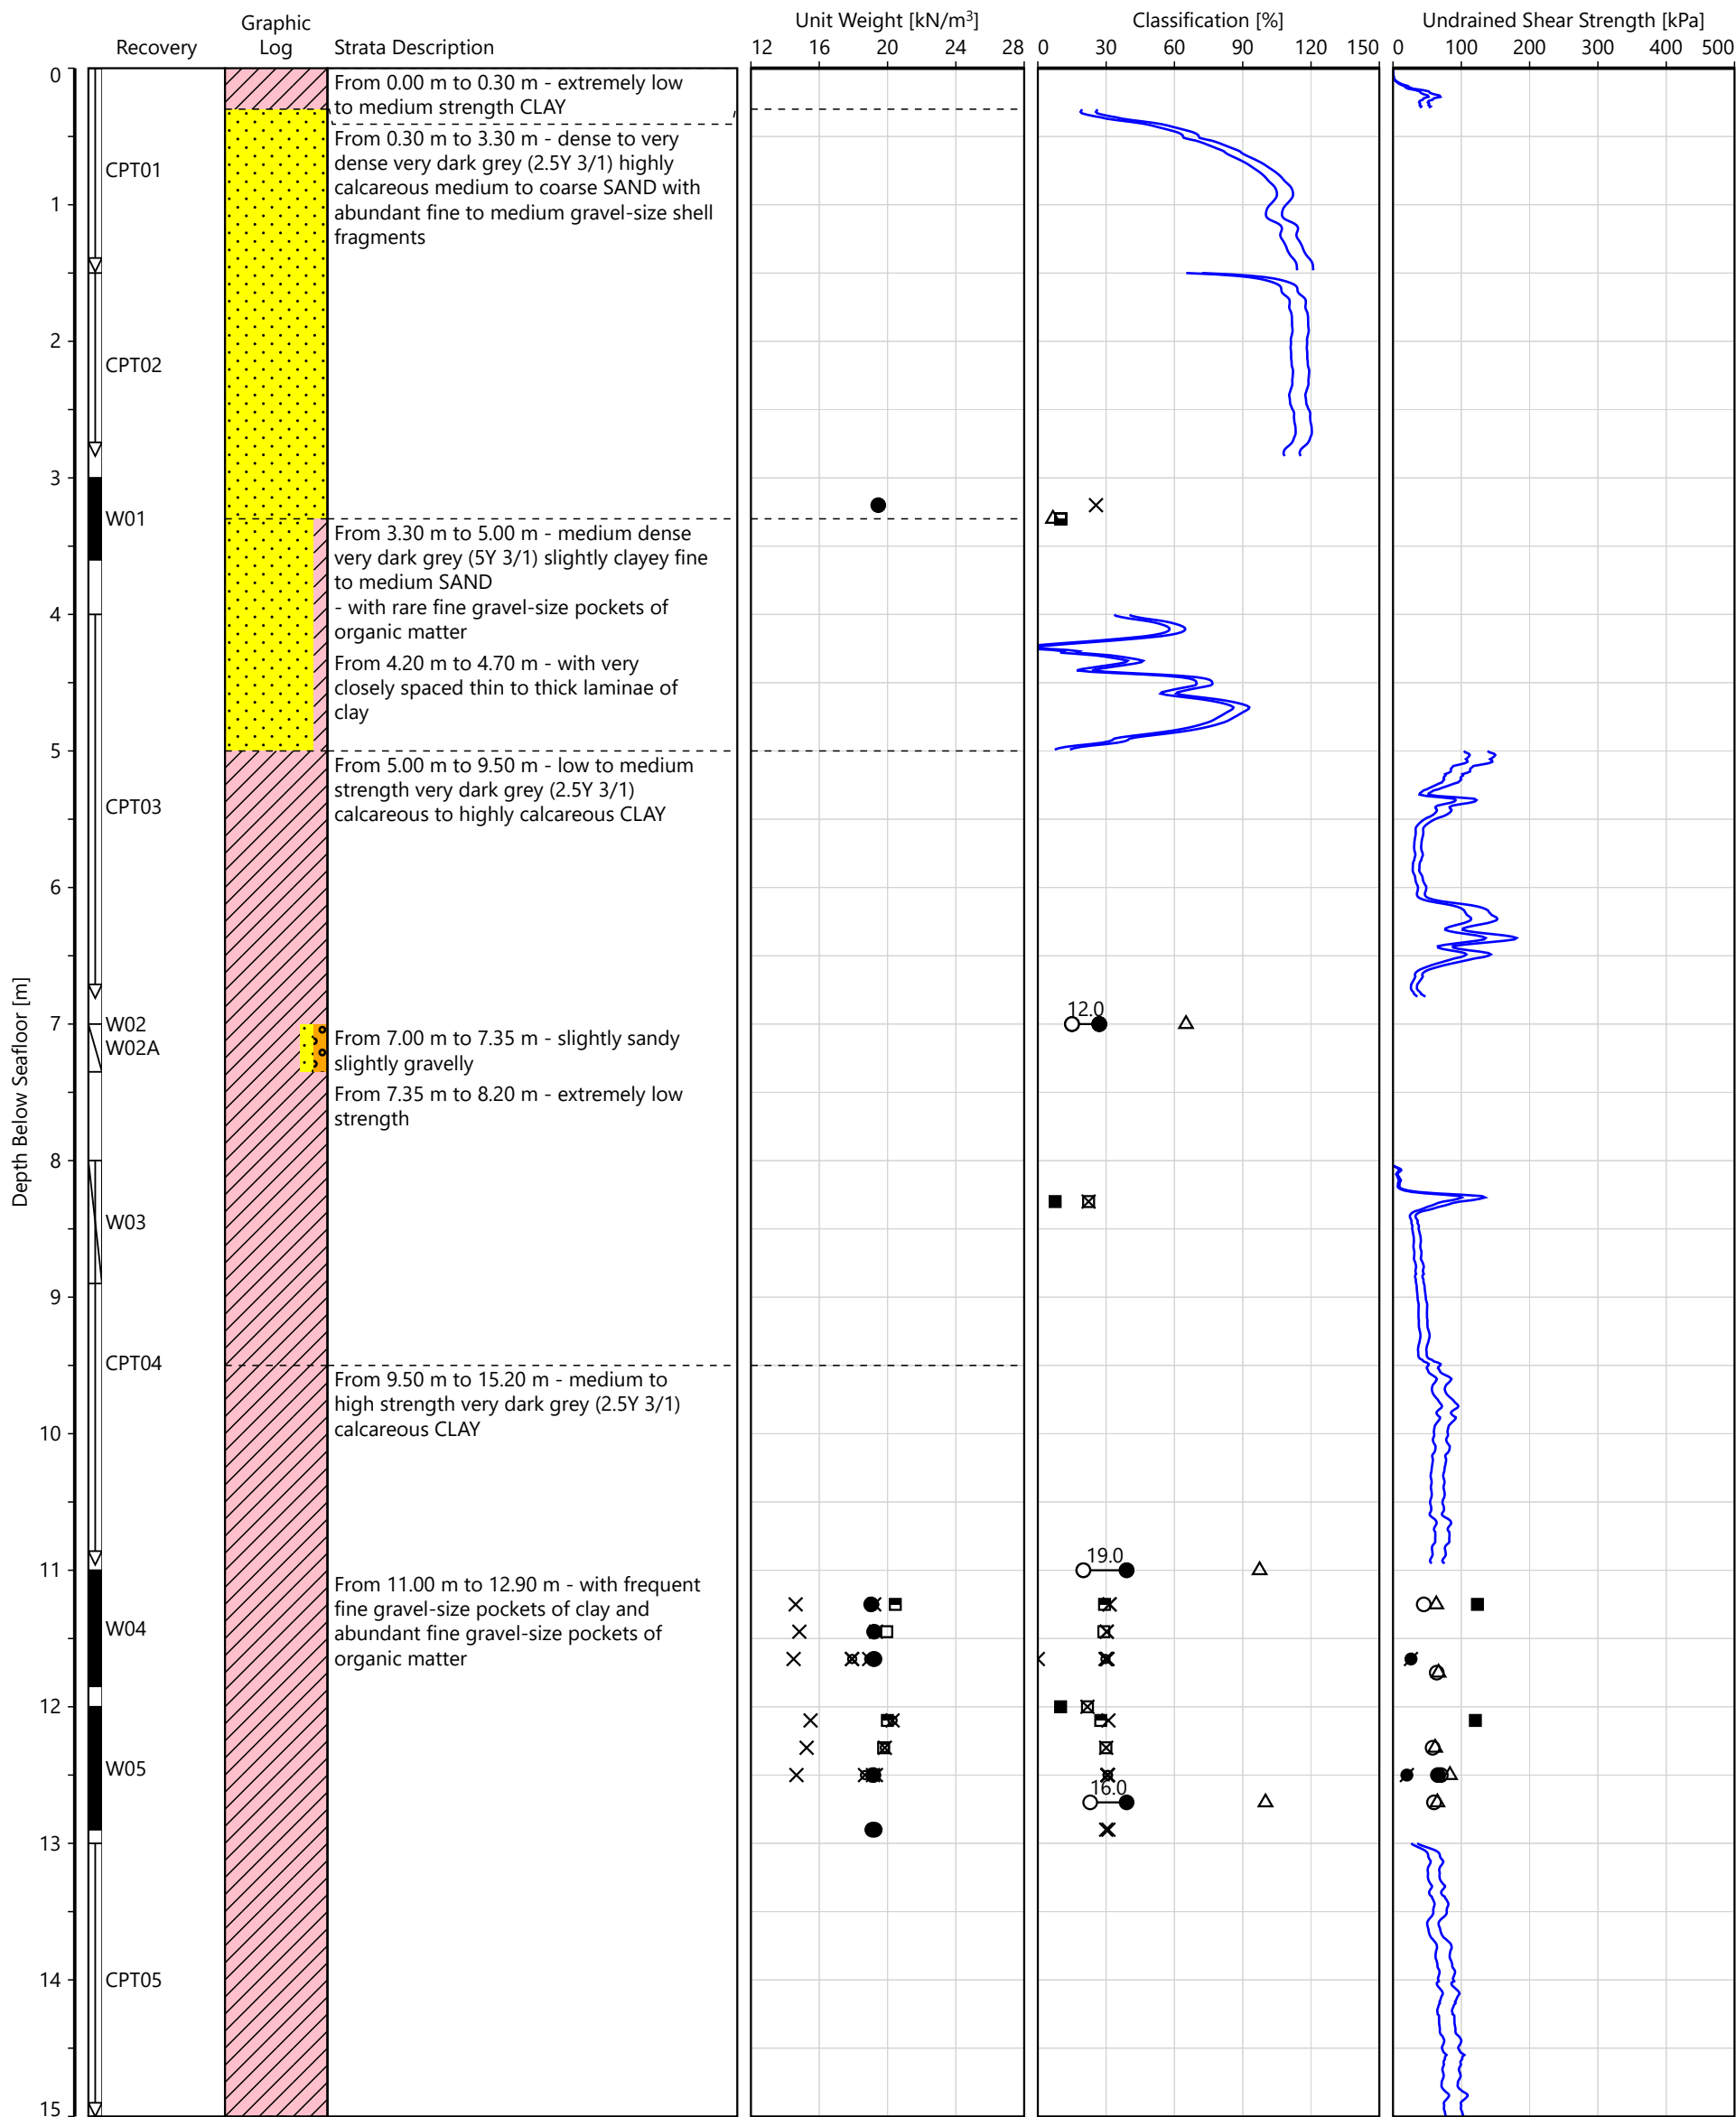 Recovery
Graphic
Log
Strata Description
Unit Weight [kN/m³]
12 16 20 24 28
Classification [%]
0 30 60 90 120 150
Undrained Shear Strength [kPa]
0 100 200 300 400 500
Depth Below Seafloor [m]
0
From 0.00 m to 0.30 m - extremely low
to medium strength CLAY
From 0.30 m to 3.30 m - dense to very
dense very dark grey (2.5Y 3/1) highly
calcareous medium to coarse SAND with
abundant fine to medium gravel-size shell
fragments
CPT01
1
2
CPT02
3
W01
From 3.30 m to 5.00 m - medium dense
very dark grey (5Y 3/1) slightly clayey fine
to medium SAND
- with rare fine gravel-size pockets of
organic matter
4
From 4.20 m to 4.70 m - with very
closely spaced thin to thick laminae of
clay
5
From 5.00 m to 9.50 m - low to medium
strength very dark grey (2.5Y 3/1)
calcareous to highly calcareous CLAY
CPT03
6
7
W02
W02A
12.0
From 7.00 m to 7.35 m - slightly sandy
slightly gravelly
From 7.35 m to 8.20 m - extremely low
strength
8
W03
9
CPT04
From 9.50 m to 15.20 m - medium to
high strength very dark grey (2.5Y 3/1)
calcareous CLAY
10
11
19.0
From 11.00 m to 12.90 m - with frequent
fine gravel-size pockets of clay and
abundant fine gravel-size pockets of
organic matter
W04
12
W05
16.0
13
14
CPT05
15